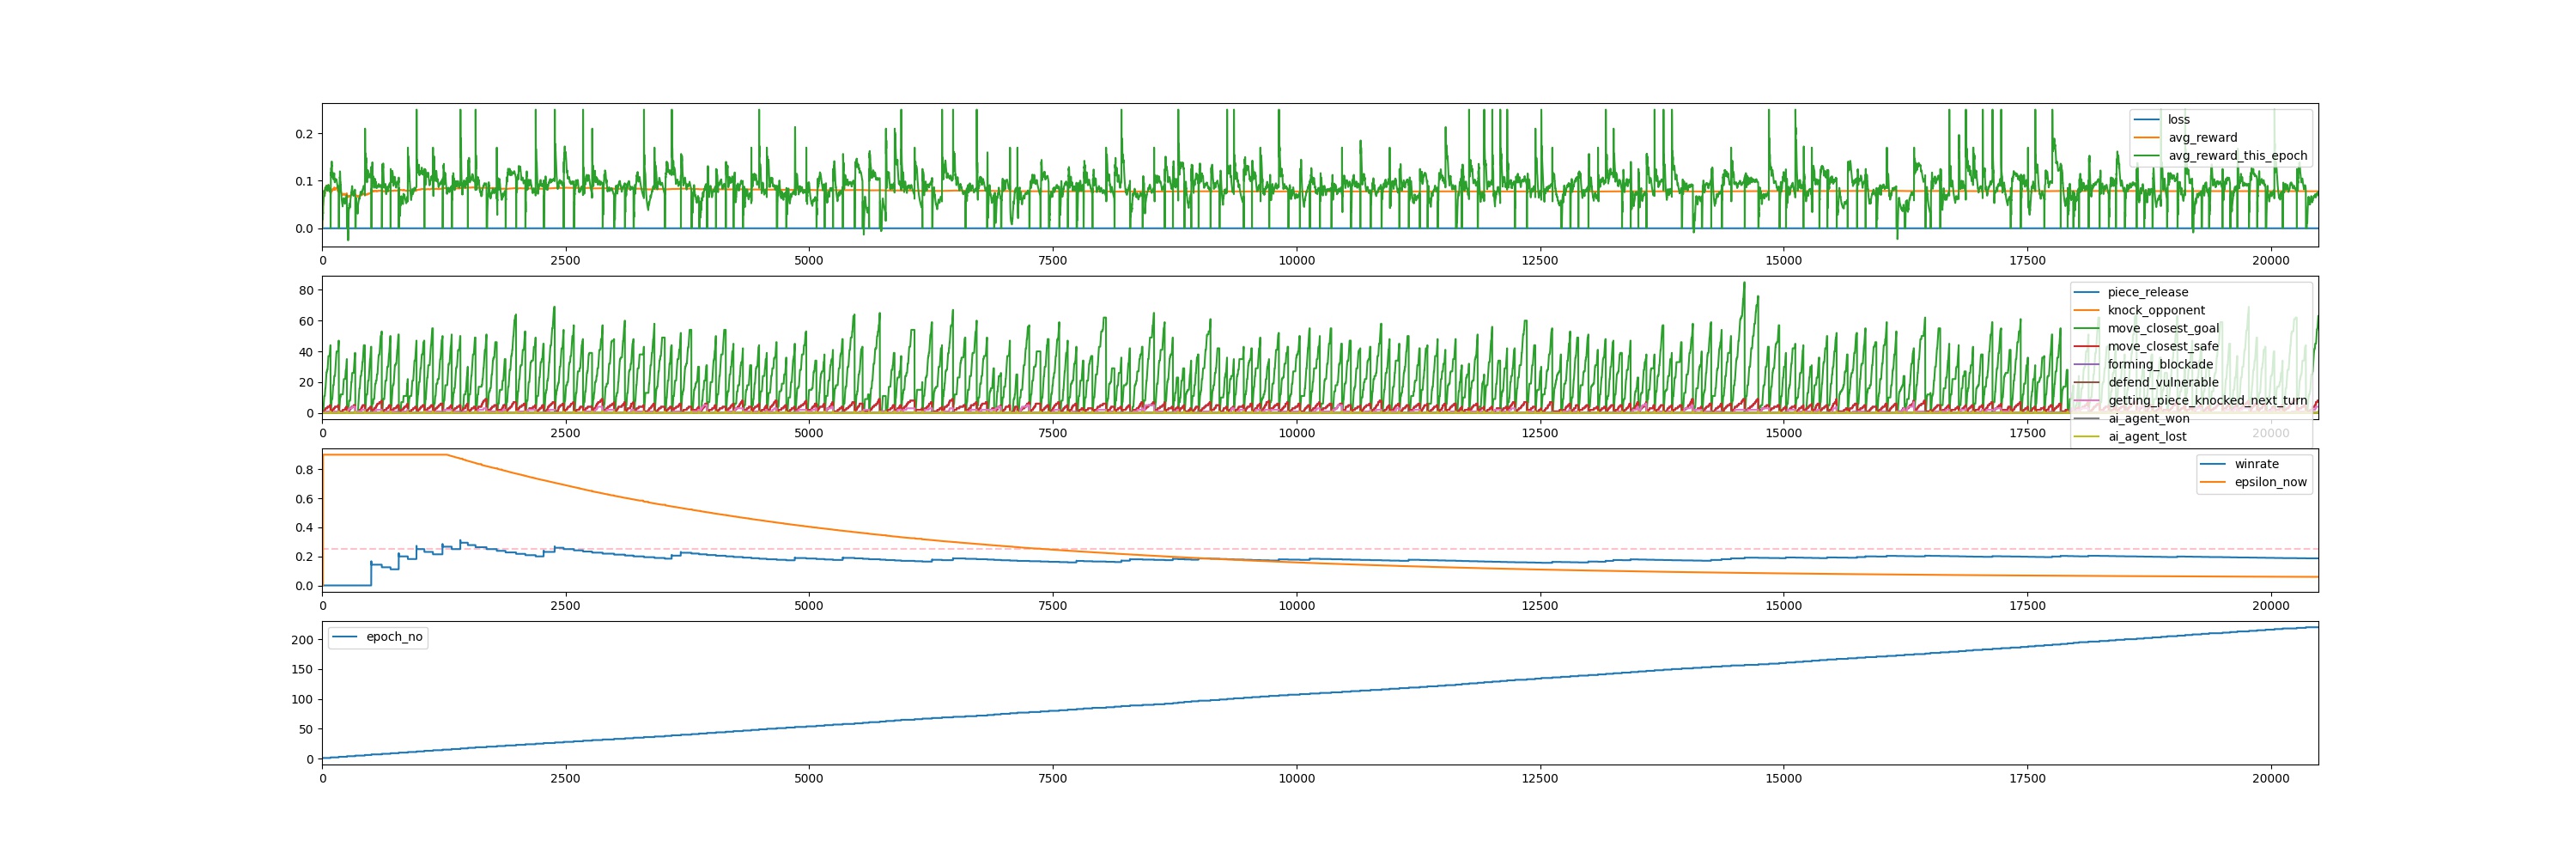 0.2
0.1
0.0
loss
avg_reward
avg_reward_this_epoch
0 2500 5000 7500 10000 12500 15000 17500 20000
80
60
40
20
0
piece_release
knock_opponent
move_closest_goal
move_closest_safe
forming_blockade
defend_vulnerable
getting_piece_knocked_next_turn
ai_agent_won
ai_agent_lost
0 2500 5000 7500 10000 12500 15000 17500 20000
0.8
0.6
0.4
0.2
0.0
winrate
epsilon_now
0 2500 5000 7500 10000 12500 15000 17500 20000
200
150
100
50
0
epoch_no
0 2500 5000 7500 10000 12500 15000 17500 20000